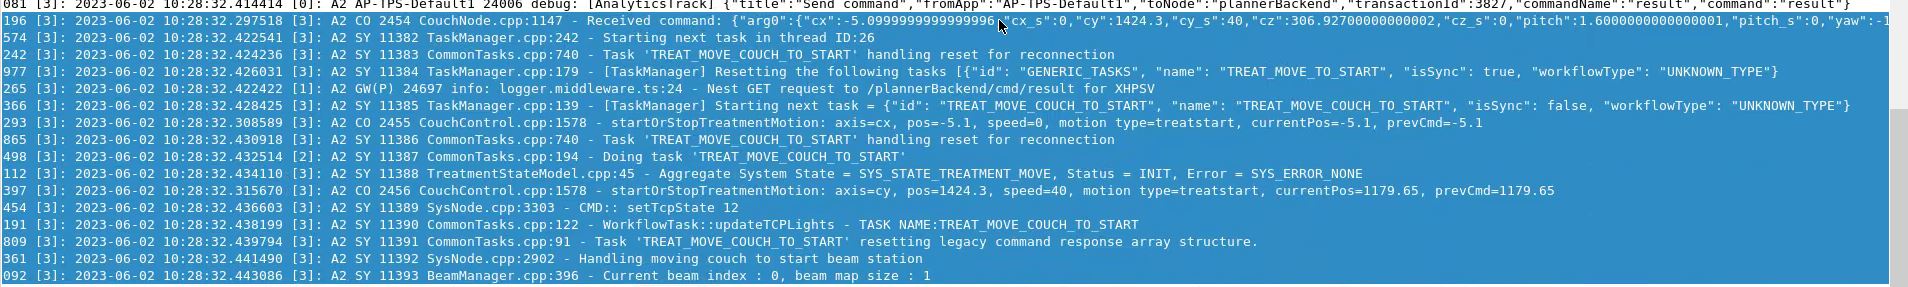 081 [3]: 2023-06-02 10:28:32.414414 [0]: A2 AP-TPS-Default1 24006 debug: [AnalyticsTrack] {"title":"Send command","fromApp":"AP-TPS-Default1","toNode":"plannerBackend","transactionId":3827,"commandName":"result","command":"result"}
196 [3]: 2023-06-02 10:28:32.297518 [3]: A2 CO 2454 CouchNode.cpp:1147 - Received command: {"arg0":{"cx":-5.0999999999999996,"cx_s":0,"cy":1424.3,"cy_s":40,"cz":306.92700000000002,"cz_s":0,"pitch":1.6000000000000001,"pitch_s":0,"yaw":-1
574 [3]: 2023-06-02 10:28:32.422541 [3]: A2 SY 11382 TaskManager.cpp:242 - Starting next task in thread ID:26
242 [3]: 2023-06-02 10:28:32.424236 [3]: A2 SY 11383 CommonTasks.cpp:740 - Task 'TREAT_MOVE_COUCH_TO_START' handling reset for reconnection
977 [3]: 2023-06-02 10:28:32.426031 [3]: A2 SY 11384 TaskManager.cpp:179 - [TaskManager] Resetting the following tasks [{"id": "GENERIC_TASKS", "name": "TREAT_MOVE_TO_START", "isSync": true, "workflowType": "UNKNOWN_TYPE"}
265 [3]: 2023-06-02 10:28:32.422422 [1]: A2 GW(P) 24697 info: logger.middleware.ts:24 - Nest GET request to /plannerBackend/cmd/result for XHPSV
366 [3]: 2023-06-02 10:28:32.428425 [3]: A2 SY 11385 TaskManager.cpp:139 - [TaskManager] Starting next task = {"id": "TREAT_MOVE_COUCH_TO_START", "name": "TREAT_MOVE_COUCH_TO_START", "isSync": false, "workflowType": "UNKNOWN_TYPE"}
293 [3]: 2023-06-02 10:28:32.308589 [3]: A2 CO 2455 CouchControl.cpp:1578 - startOrStopTreatmentMotion: axis=cx, pos=-5.1, speed=0, motion type=treatstart, currentPos=-5.1, prevCmd=-5.1
865 [3]: 2023-06-02 10:28:32.430918 [3]: A2 SY 11386 CommonTasks.cpp:740 - Task 'TREAT_MOVE_COUCH_TO_START' handling reset for reconnection
498 [3]: 2023-06-02 10:28:32.432514 [2]: A2 SY 11387 CommonTasks.cpp:194 - Doing task 'TREAT_MOVE_COUCH_TO_START'
112 [3]: 2023-06-02 10:28:32.434110 [3]: A2 SY 11388 TreatmentStateModel.cpp:45 - Aggregate System State = SYS_STATE_TREATMENT_MOVE, Status = INIT, Error = SYS_ERROR_NONE
397 [3]: 2023-06-02 10:28:32.315670 [3]: A2 CO 2456 CouchControl.cpp:1578 - startOrStopTreatmentMotion: axis=cy, pos=1424.3, speed=40, motion type=treatstart, currentPos=1179.65, prevCmd=1179.65
454 [3]: 2023-06-02 10:28:32.436603 [3]: A2 SY 11389 SysNode.cpp:3303 - CMD:: setTcpState 12
191 [3]: 2023-06-02 10:28:32.438199 [3]: A2 SY 11390 CommonTasks.cpp:122 - WorkflowTask::updateTCPLights - TASK NAME:TREAT_MOVE_COUCH_TO_START
809 [3]: 2023-06-02 10:28:32.439794 [3]: A2 SY 11391 CommonTasks.cpp:91 - Task 'TREAT_MOVE_COUCH_TO_START' resetting legacy command response array structure.
361 [3]: 2023-06-02 10:28:32.441490 [3]: A2 SY 11392 SysNode.cpp:2902 - Handling moving couch to start beam station
092 [3]: 2023-06-02 10:28:32.443086 [3]: A2 SY 11393 BeamManager.cpp:396 - Current beam index : 0, beam map size : 1